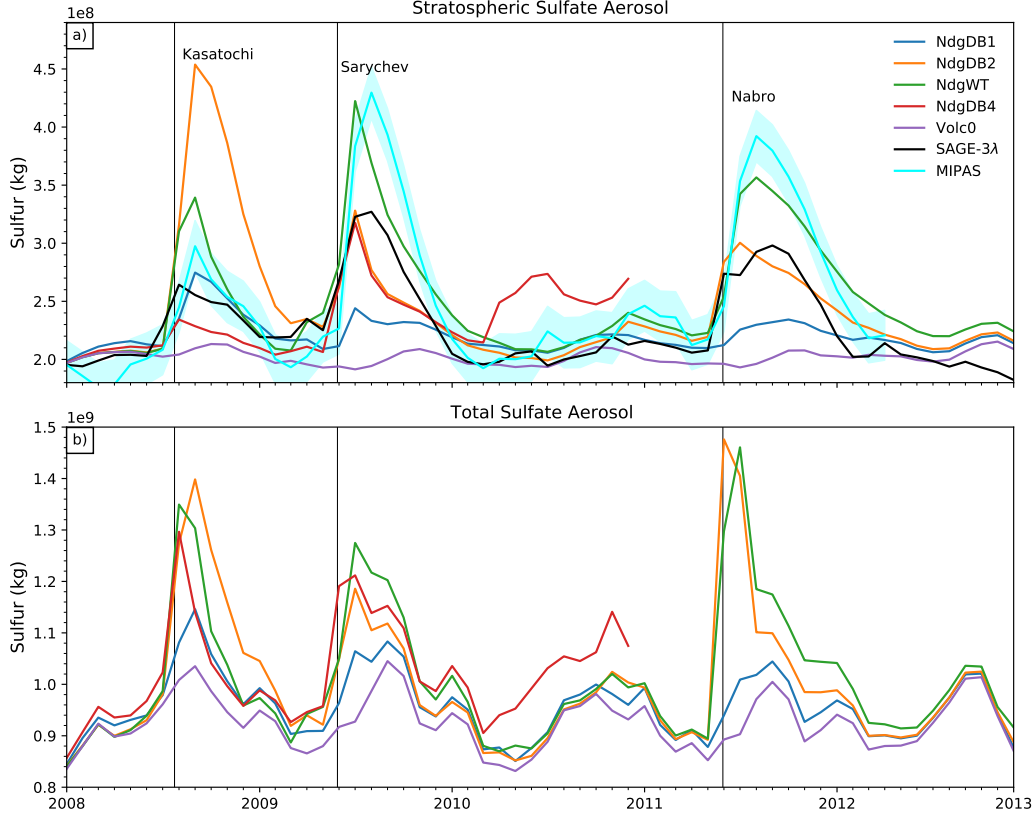 Stratospheric Sulfate Aerosol
1e8
a)
Kasatochi
Sarychev
Nabro
NdgDB1
NdgDB2
NdgWT
NdgDB4
Volc0
SAGE-3λ
MIPAS
4.5
4.0
3.5
3.0
2.5
2.0
Sulfur (kg)
Total Sulfate Aerosol
1e9
b)
1.5
1.4
1.3
1.2
1.1
1.0
0.9
0.8
Sulfur (kg)
2008 2009 2010 2011 2012 2013